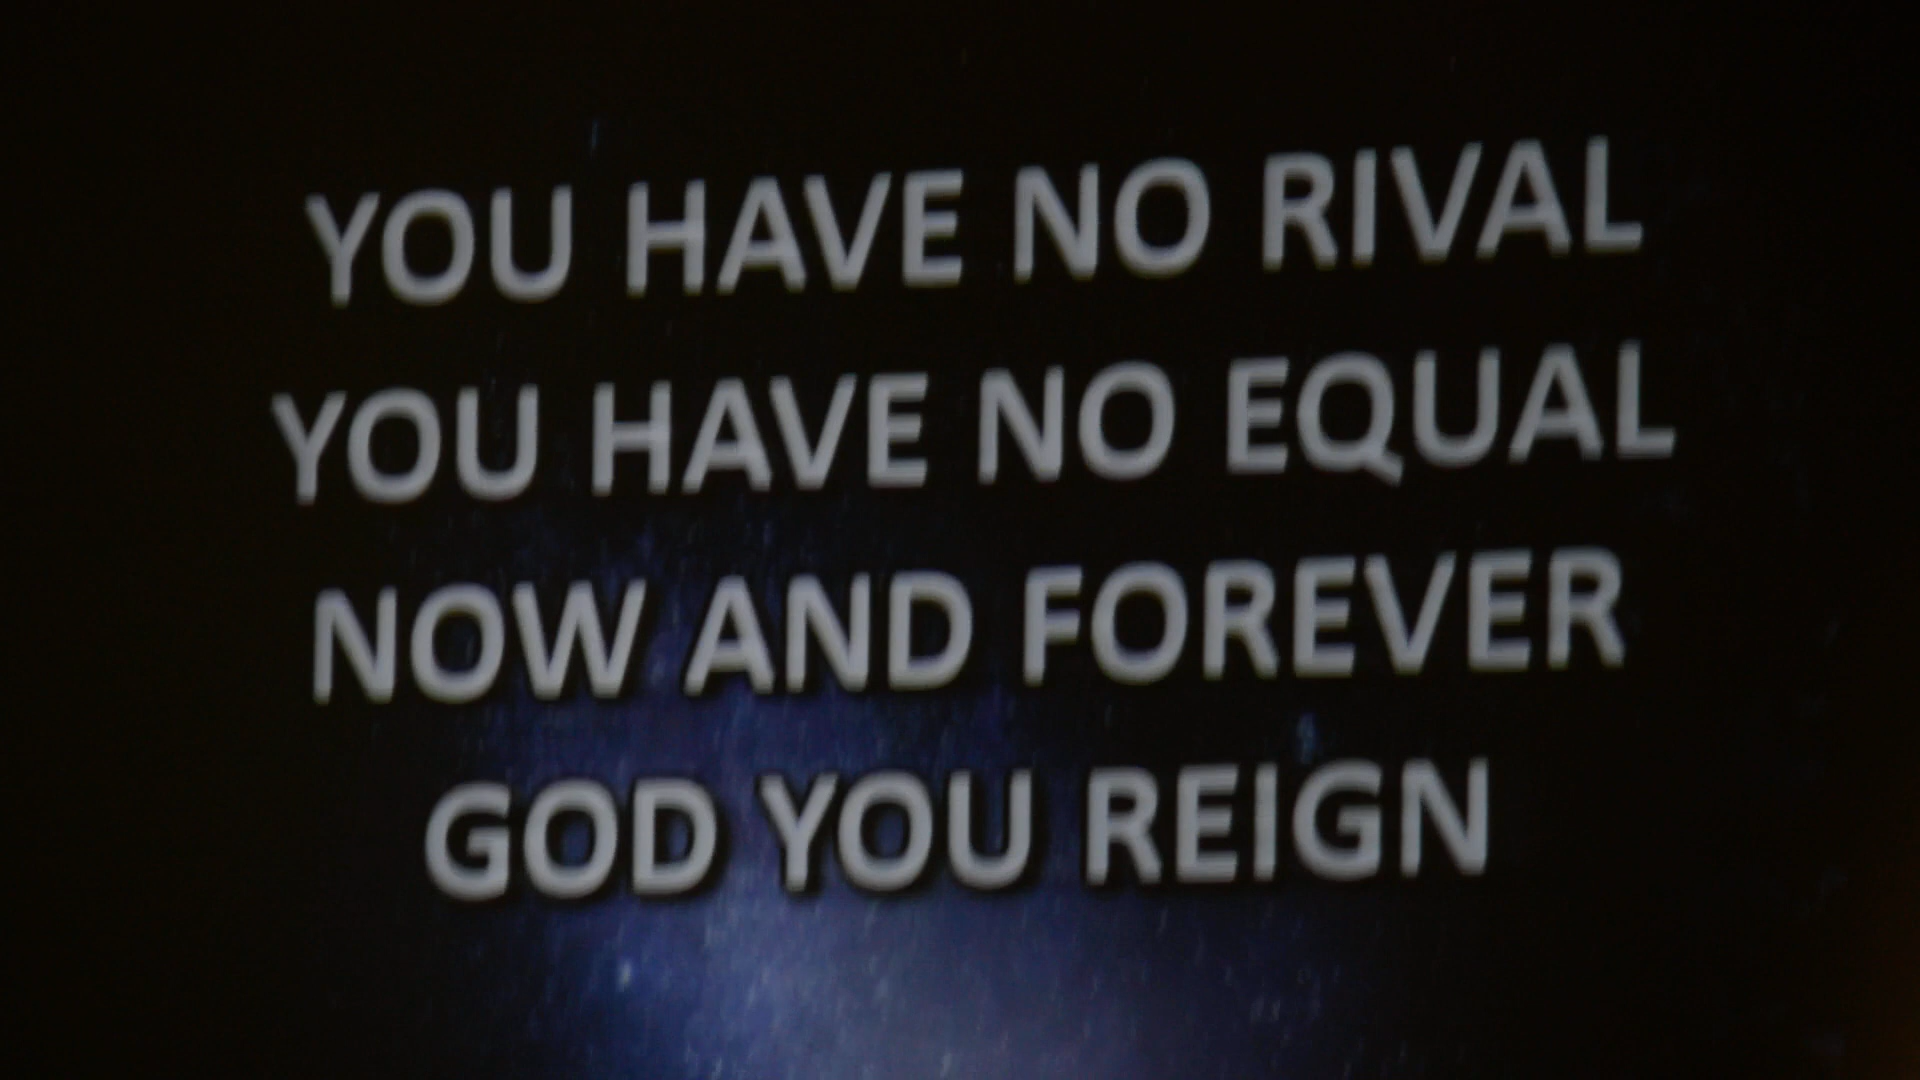 YOU HAVE NO RIVAL
YOU HAVE NO EQUAL
NOW AND FOREVER
GOD YOU REIGN